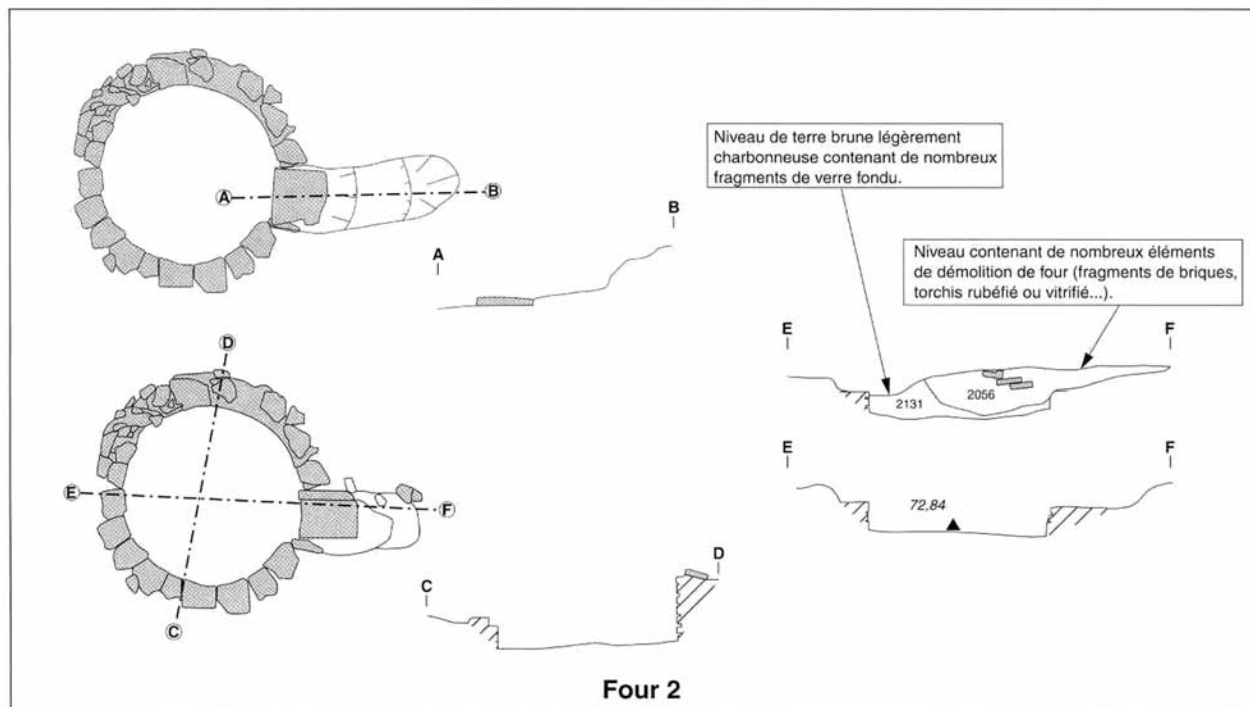 Niveau de terre brune légèrement
charbonneuse contenant de nombreux
fragments de verre fondu.
A
B
B
A
Niveau contenant de nombreux éléments
de démolition de four (fragments de briques,
torchis rubéfié ou vitrifié...).
E
F
D
2131
2056
E
F
E
F
72,84
D
C
C
Four 2